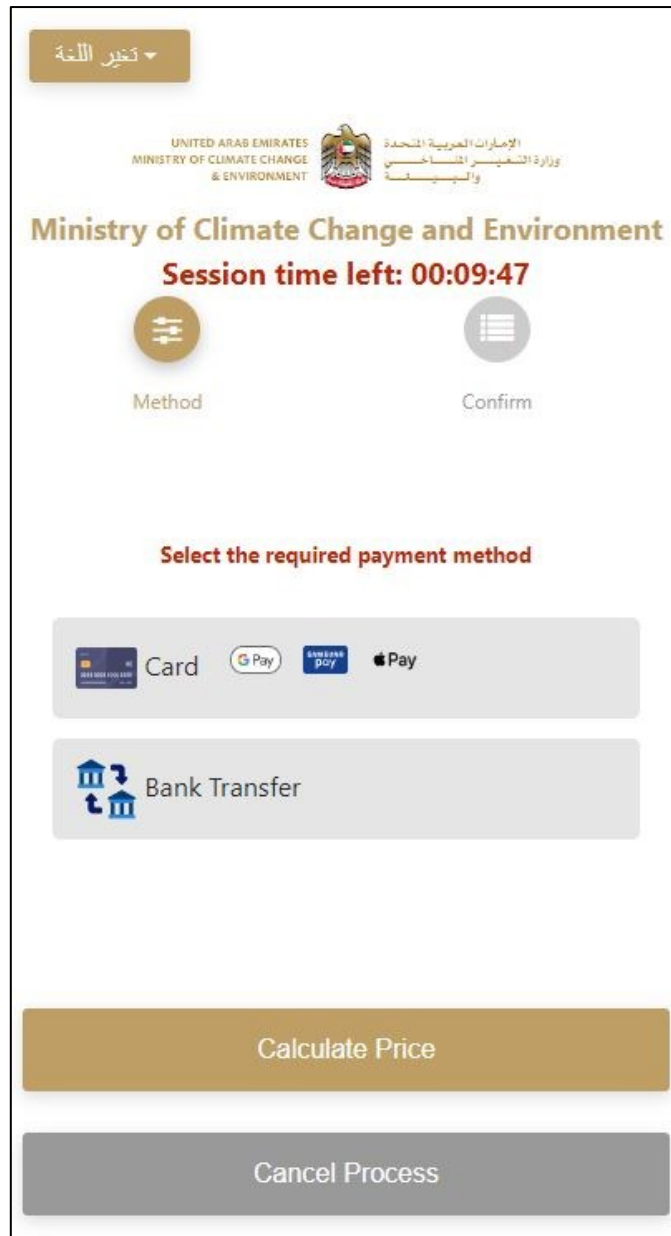 تغير اللغة
UNITED ARAB EMIRATES
MINISTRY OF CLIMATE CHANGE
& ENVIRONMENT
الإمارات العربية المتحدة
وزارة التغير المناخي
والبيئة
Ministry of Climate Change and Environment
Session time left: 00:09:47
Method
Confirm
Select the required payment method
Card
G Pay
SAMSUNG
pay
Pay
Bank Transfer
Calculate Price
Cancel Process